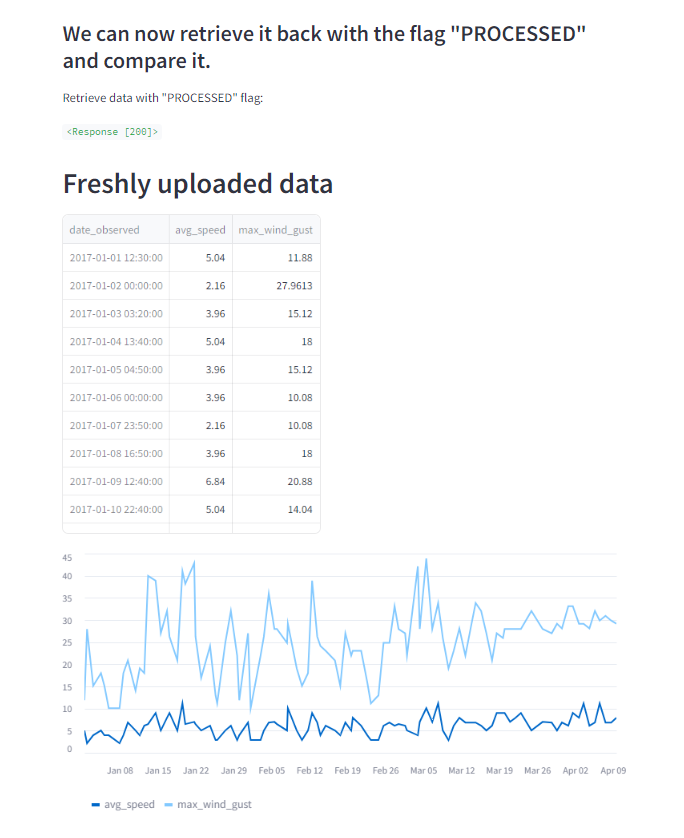 We can now retrieve it back with the flag "PROCESSED"
and compare it.
Retrieve data with "PROCESSED" flag:
<Response [200]>
Freshly uploaded data
date_observed avg_speed max_wind_gust
2017-01-01 12:30:00 5.04 11.88
2017-01-02 00:00:00 2.16 27.9613
2017-01-03 03:20:00 3.96 15.12
2017-01-04 13:40:00 5.04 18
2017-01-05 04:50:00 3.96 15.12
2017-01-06 00:00:00 3.96 10.08
2017-01-07 23:50:00 2.16 10.08
2017-01-08 16:50:00 3.96 18
2017-01-09 12:40:00 6.84 20.88
2017-01-10 22:40:00 5.04 14.04
45
40
35
30
25
20
15
10
5
0
Jan 08 Jan 15 Jan 22 Jan 29 Feb 05 Feb 12 Feb 19 Feb 26 Mar 05 Mar 12 Mar 19 Mar 26 Apr 02 Apr 09
avg_speed max_wind_gust